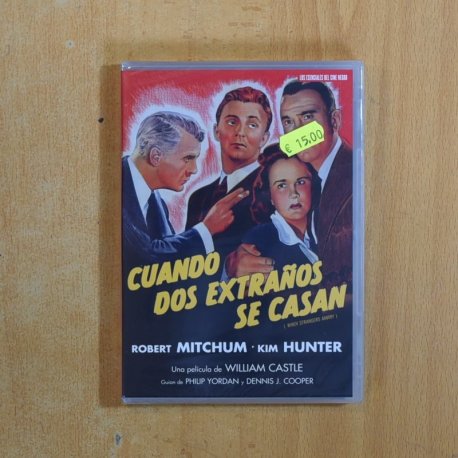 LOS ESENCIALES DEL CINE NEGRO
€ 15,00
CUANDO
DOS EXTRAÑOS
SE CASAN
( WHEN STRANGERS MARRY )
ROBERT MITCHUM · KIM HUNTER
Una película de WILLIAM CASTLE
Guion de PHILIP YORDAN y DENNIS J. COOPER